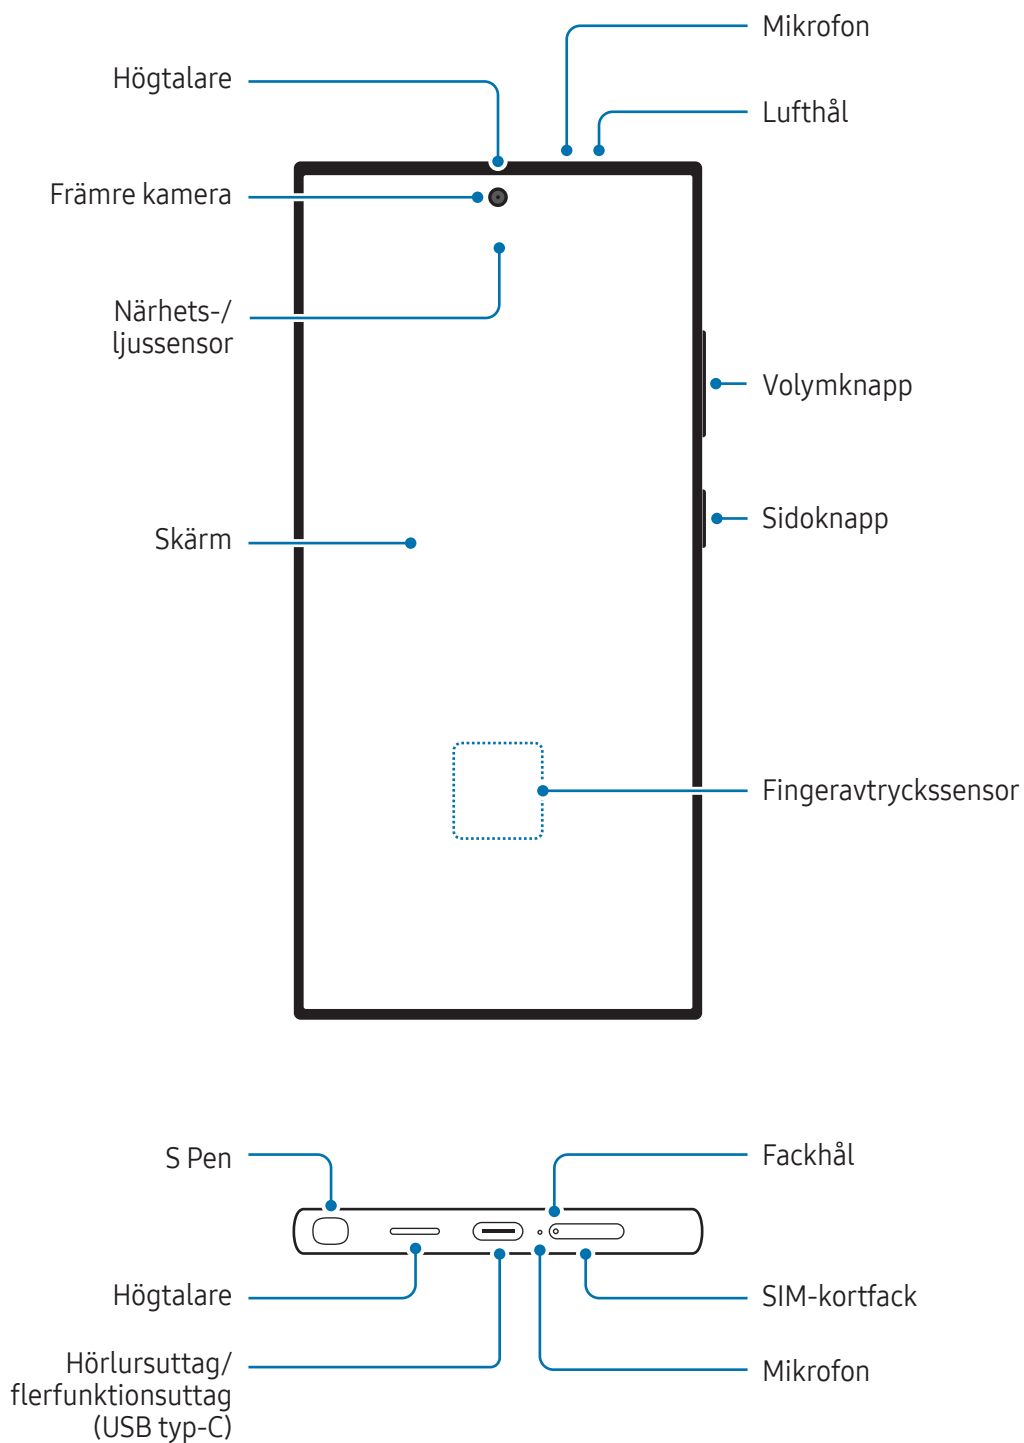 Mikrofon
Högtalare
Lufthål
Främre kamera
Närhets-/
ljussensor
Volymknapp
Sidoknapp
Skärm
Fingeravtryckssensor
S Pen
Fackhål
Högtalare
SIM-kortfack
Hörlursuttag/
flerfunktionsuttag
(USB typ-C)
Mikrofon